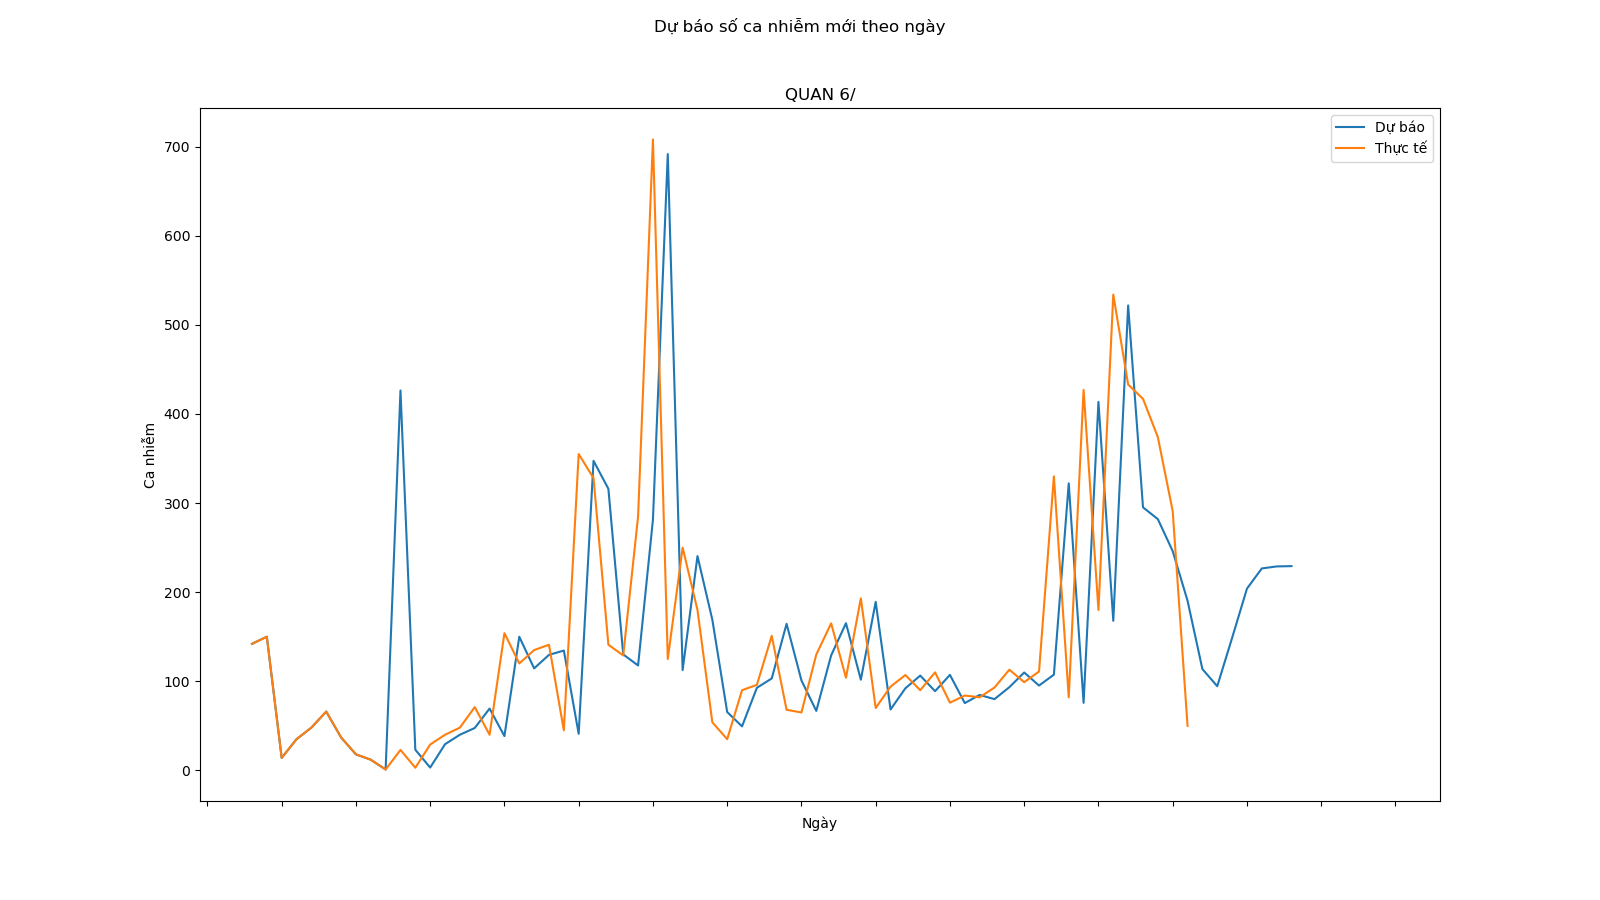 Dự báo số ca nhiễm mới theo ngày
QUAN 6/
Dự báo
Thực tế
700
600
500
400
300
200
100
0
Ca nhiễm
Ngày